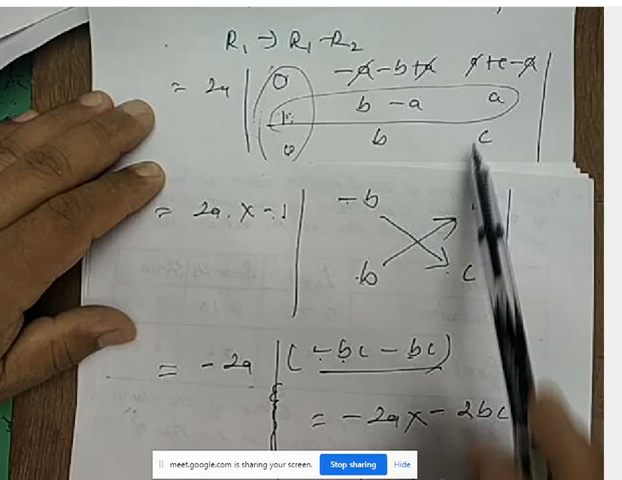 R₁ → R₁ - R₂
= 2a | 0 -a - b + a a + c - a |
1 b - a a
0 b c
= 2a . x - 1 | -b
b c
= - 2a | ( - bc - bc )
= - 2a x - 2bc
meet.google.com is sharing your screen. Stop sharing Hide